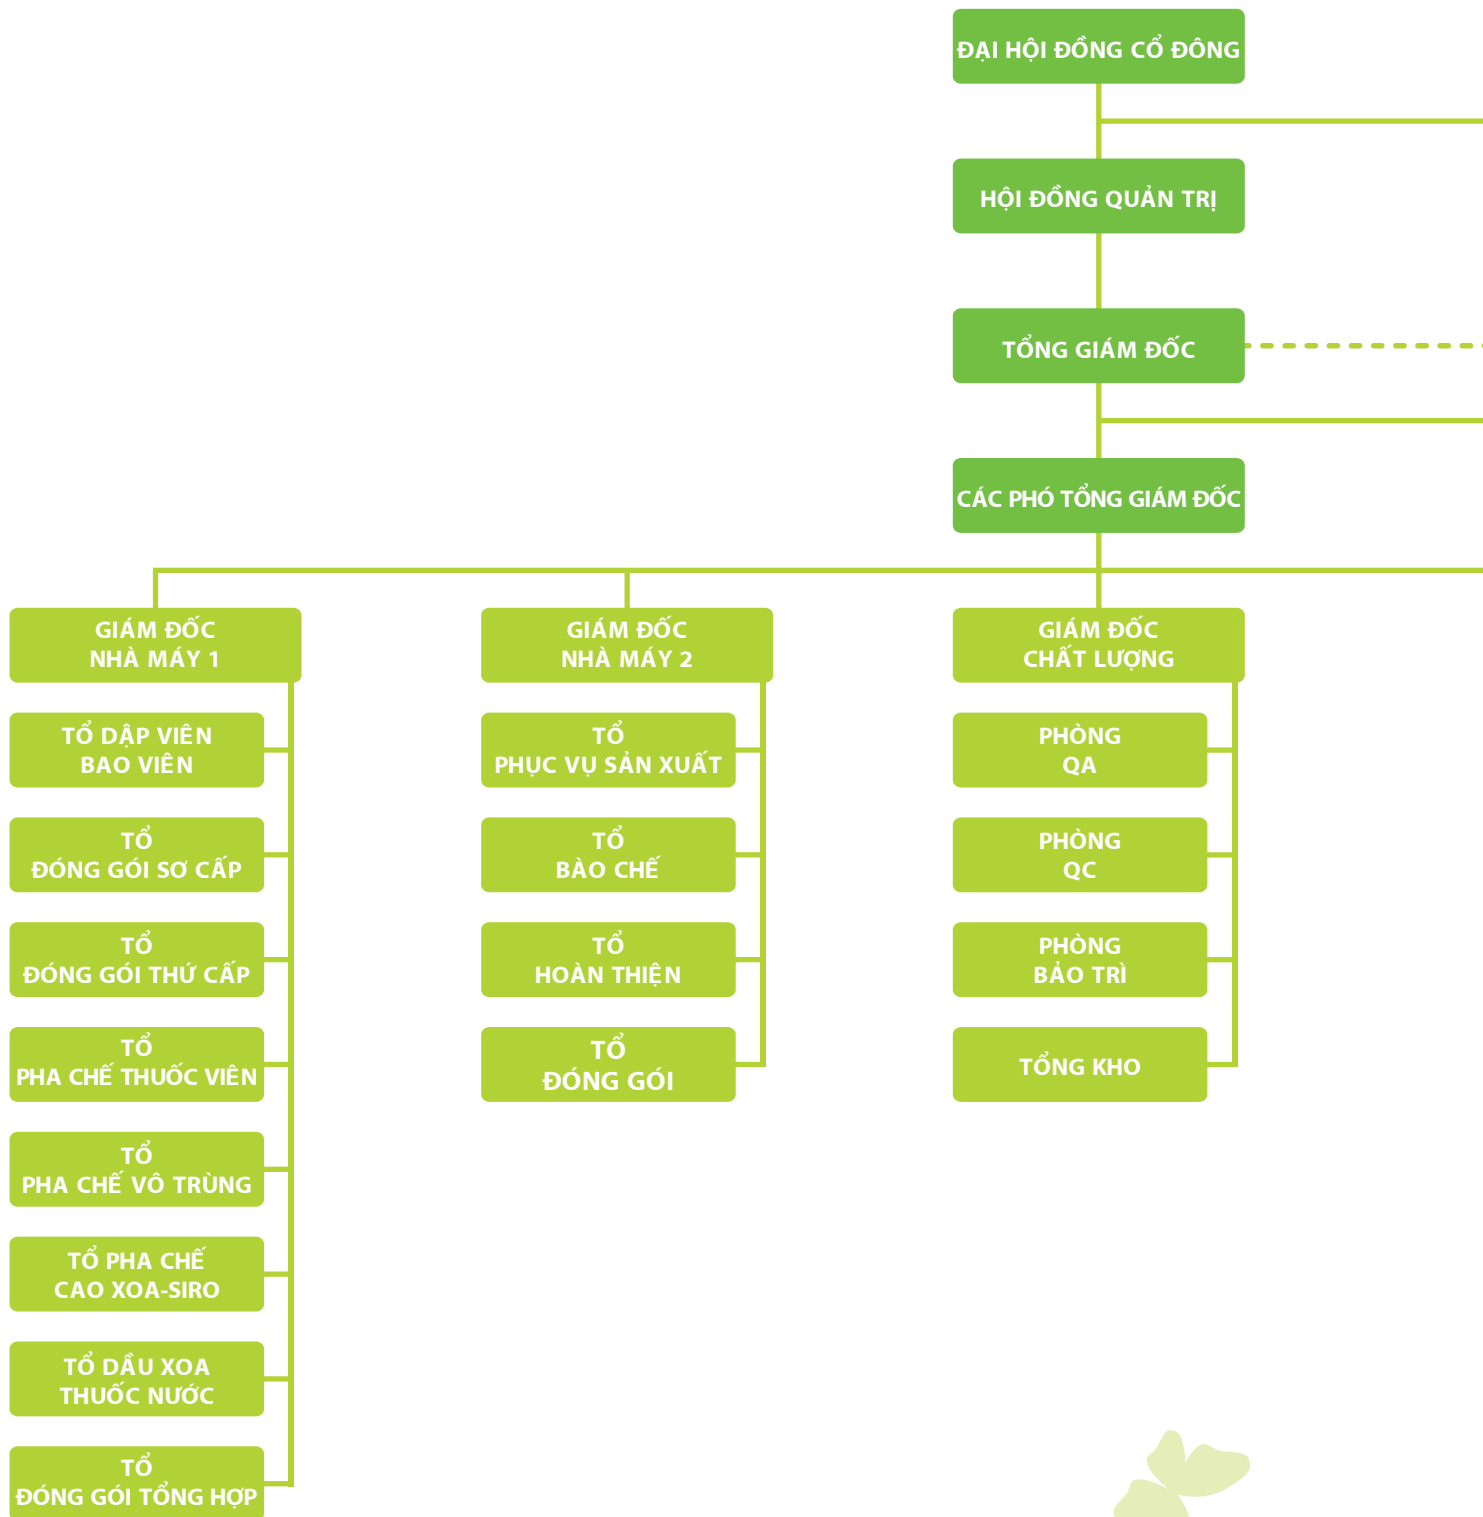 ĐẠI HỘI ĐỒNG CỔ ĐÔNG
HỘI ĐỒNG QUẢN TRỊ
TỔNG GIÁM ĐỐC
CÁC PHÓ TỔNG GIÁM ĐỐC
GIÁM ĐỐC
NHÀ MÁY 1
TỔ DẬP VIÊN
BAO VIÊN
TỔ
ĐÓNG GÓI SƠ CẤP
TỔ
ĐÓNG GÓI THỨ CẤP
TỔ
PHA CHẾ THUỐC VIÊN
TỔ
PHA CHẾ VÔ TRÙNG
TỔ PHA CHẾ
CAO XOA-SIRO
TỔ DẦU XOA
THUỐC NƯỚC
TỔ
ĐÓNG GÓI TỔNG HỢP
GIÁM ĐỐC
NHÀ MÁY 2
TỔ
PHỤC VỤ SẢN XUẤT
TỔ
BÀO CHẾ
TỔ
HOÀN THIỆN
TỔ
ĐÓNG GÓI
GIÁM ĐỐC
CHẤT LƯỢNG
PHÒNG
QA
PHÒNG
QC
PHÒNG
BẢO TRÌ
TỔNG KHO